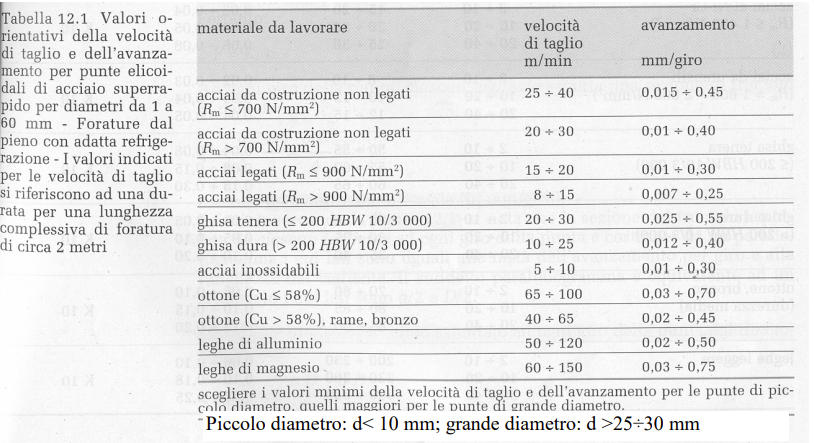 Tabella 12.1 Valori o-
rientativi della velocità
di taglio e dell'avanza-
mento per punte elicoi-
dali di acciaio superra-
pido per diametri da 1 a
60 mm - Forature dal
pieno con adatta refrige-
razione - I valori indicati
per le velocità di taglio
si riferiscono ad una du-
rata per una lunghezza
complessiva di foratura
di circa 2 metri
materiale da lavorare velocità di taglio m/min avanzamento mm/giro
acciai da costruzione non legati
(Rm ≤ 700 N/mm²) 25 ÷ 40 0,015 ÷ 0,45
acciai da costruzione non legati
(Rm > 700 N/mm²) 20 ÷ 30 0,01 ÷ 0,40
acciai legati (Rm ≤ 900 N/mm²) 15 ÷ 20 0,01 ÷ 0,30
acciai legati (Rm > 900 N/mm²) 8 ÷ 15 0,007 ÷ 0,25
ghisa tenera (≤ 200 HBW 10/3 000) 20 ÷ 30 0,025 ÷ 0,55
ghisa dura (> 200 HBW 10/3 000) 10 ÷ 25 0,012 ÷ 0,40
acciai inossidabili 5 ÷ 10 0,01 ÷ 0,30
ottone (Cu ≤ 58%) 65 ÷ 100 0,03 ÷ 0,70
ottone (Cu > 58%), rame, bronzo 40 ÷ 65 0,02 ÷ 0,45
leghe di alluminio 50 ÷ 120 0,02 ÷ 0,50
leghe di magnesio 60 ÷ 150 0,03 ÷ 0,75
scegliere i valori minimi della velocità di taglio e dell'avanzamento per le punte di pic-
colo diametro, quelli maggiori per le punte di grande diametro.
Piccolo diametro: d< 10 mm; grande diametro: d >25÷30 mm